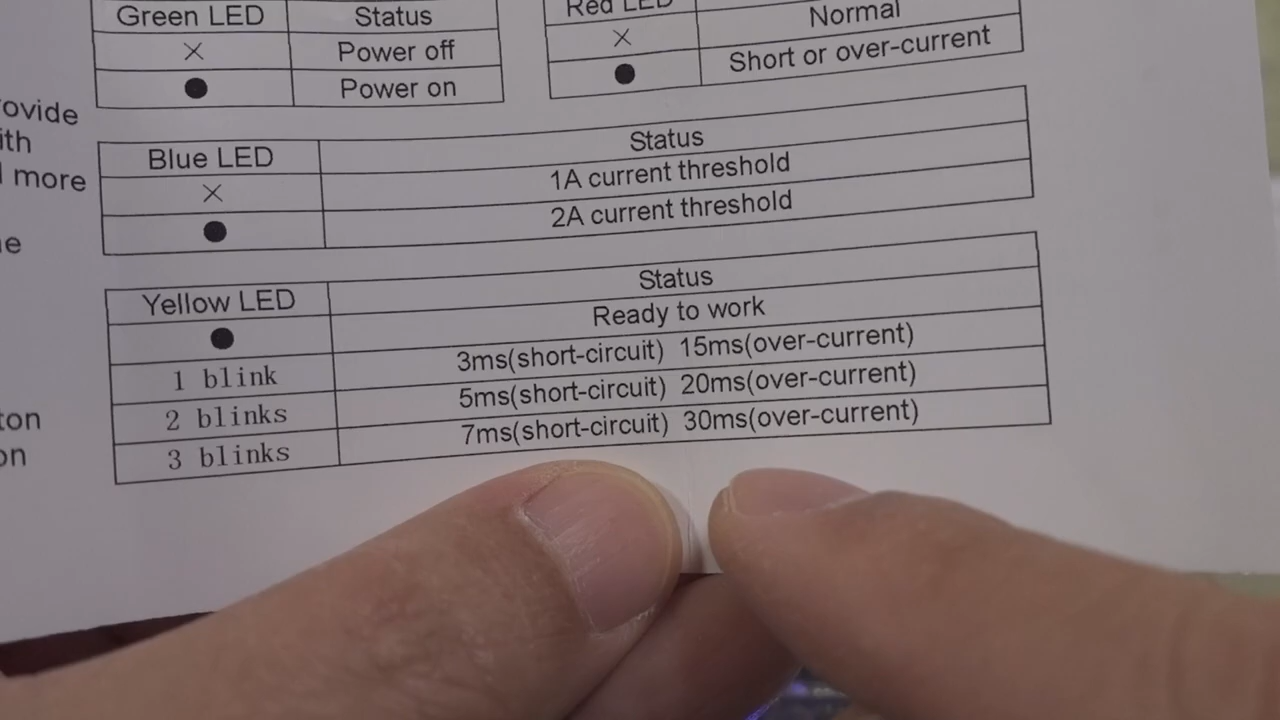 Green LED Status
× Power off
● Power on
Red LED
× Normal
● Short or over-current
ovide
ith
more
e
ton
on
Blue LED Status
× 1A current threshold
● 2A current threshold
Yellow LED Status
● Ready to work
1 blink 3ms(short-circuit) 15ms(over-current)
2 blinks 5ms(short-circuit) 20ms(over-current)
3 blinks 7ms(short-circuit) 30ms(over-current)